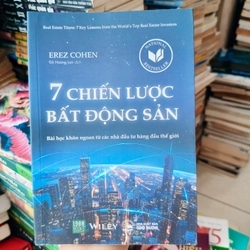 Real Estate Titans: 7 Key Lessons from the World's Top Real Estate Investors
EREZ COHEN
NATIONAL
BESTSELLER
7 CHIẾN LƯỢC
BẤT ĐỘNG SẢN
Bài học khôn ngoan từ các nhà đầu tư hàng đầu thế giới
WILEY